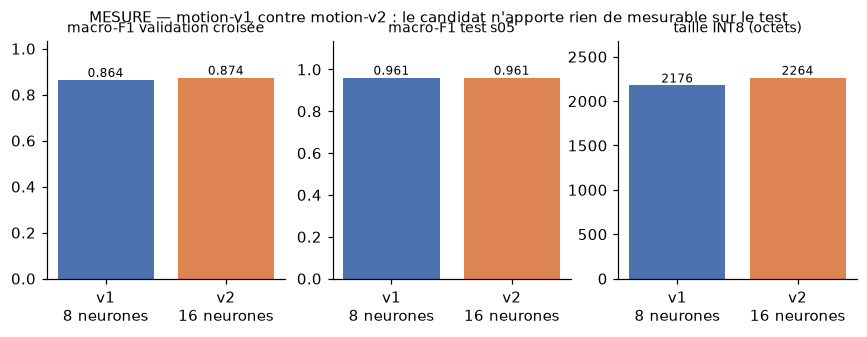 MESURE — motion-v1 contre motion-v2 : le candidat n'apporte rien de mesurable sur le test
macro-F1 validation croisée
1.0
0.8
0.6
0.4
0.2
0.0
0.864
0.874
v1
8 neurones
v2
16 neurones
macro-F1 test s05
1.0
0.8
0.6
0.4
0.2
0.0
0.961
0.961
v1
8 neurones
v2
16 neurones
taille INT8 (octets)
2500
2000
1500
1000
500
0
2176
2264
v1
8 neurones
v2
16 neurones